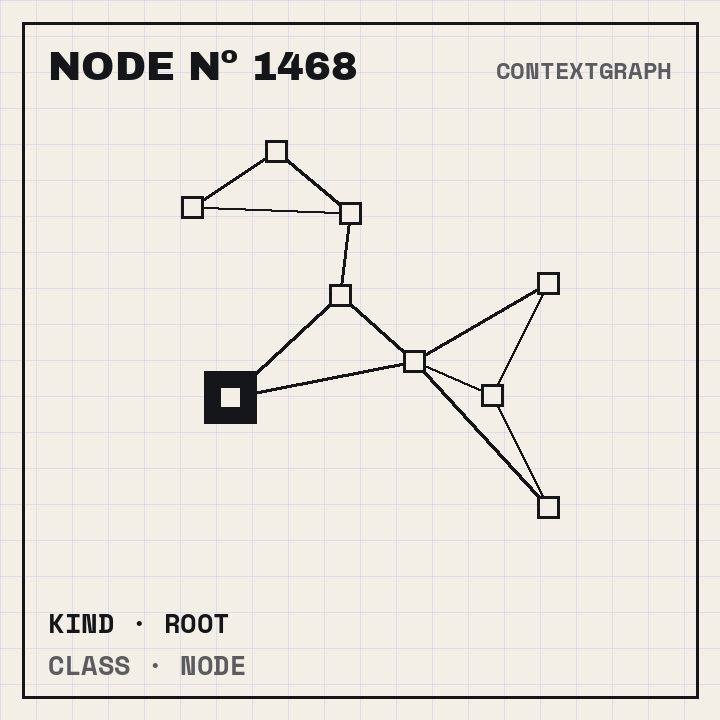 NODE Nº 1468
CONTEXTGRAPH
KIND · ROOT
CLASS · NODE